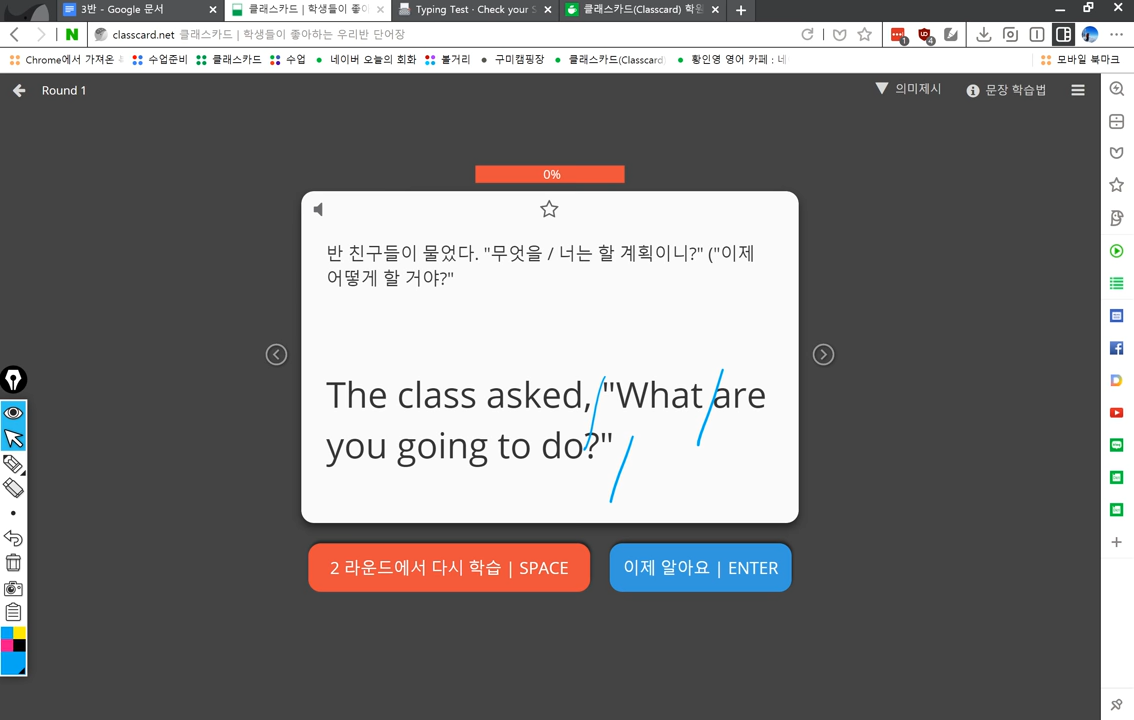 3반 - Google 문서
클래스카드 | 학생들이 좋아
Typing Test · Check your S
클래스카드(Classcard) 학원
N classcard.net 클래스카드 | 학생들이 좋아하는 우리반 단어장
1
4
Chrome에서 가져온 수업준비 클래스카드 수업 네이버 오늘의 회화 볼거리 구미캠핑장 클래스카드(Classcard) 황인영 영어 카페 : 네 모바일 북마크
Round 1 의미제시 문장 학습법
0%
반 친구들이 물었다. "무엇을 / 너는 할 계획이니?" ("이제
어떻게 할 거야?"
The class asked, "What are
you going to do?"
2 라운드에서 다시 학습 | SPACE
이제 알아요 | ENTER